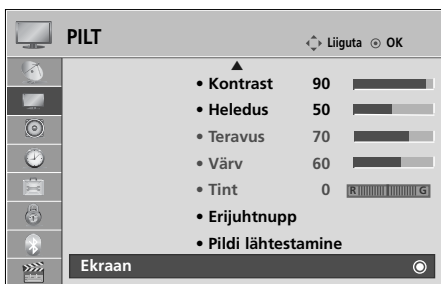 PILT
Liiguta OK
• Kontrast 90
• Heledus 50
• Teravus 70
• Värv 60
• Tint 0 R G
• Erijuhtnupp
• Pildi lähtestamine
Ekraan